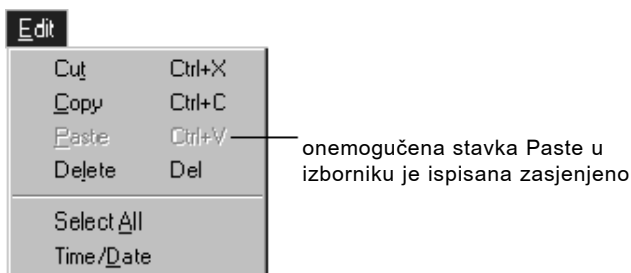 Edit
Cut Ctrl+X
Copy Ctrl+C
Paste Ctrl+V
Delete Del
Select All
Time/Date
onemogučena stavka Paste u
izborniku je ispisana zasjenjeno